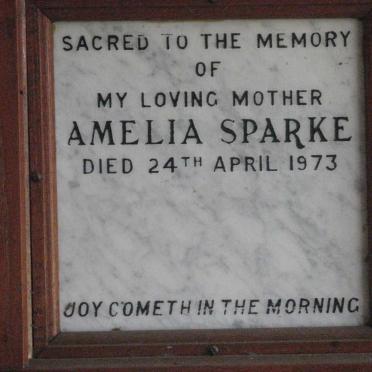 SACRED TO THE MEMORY
OF
MY LOVING MOTHER
AMELIA SPARKE
DIED 24TH APRIL 1973
JOY COMETH IN THE MORNING